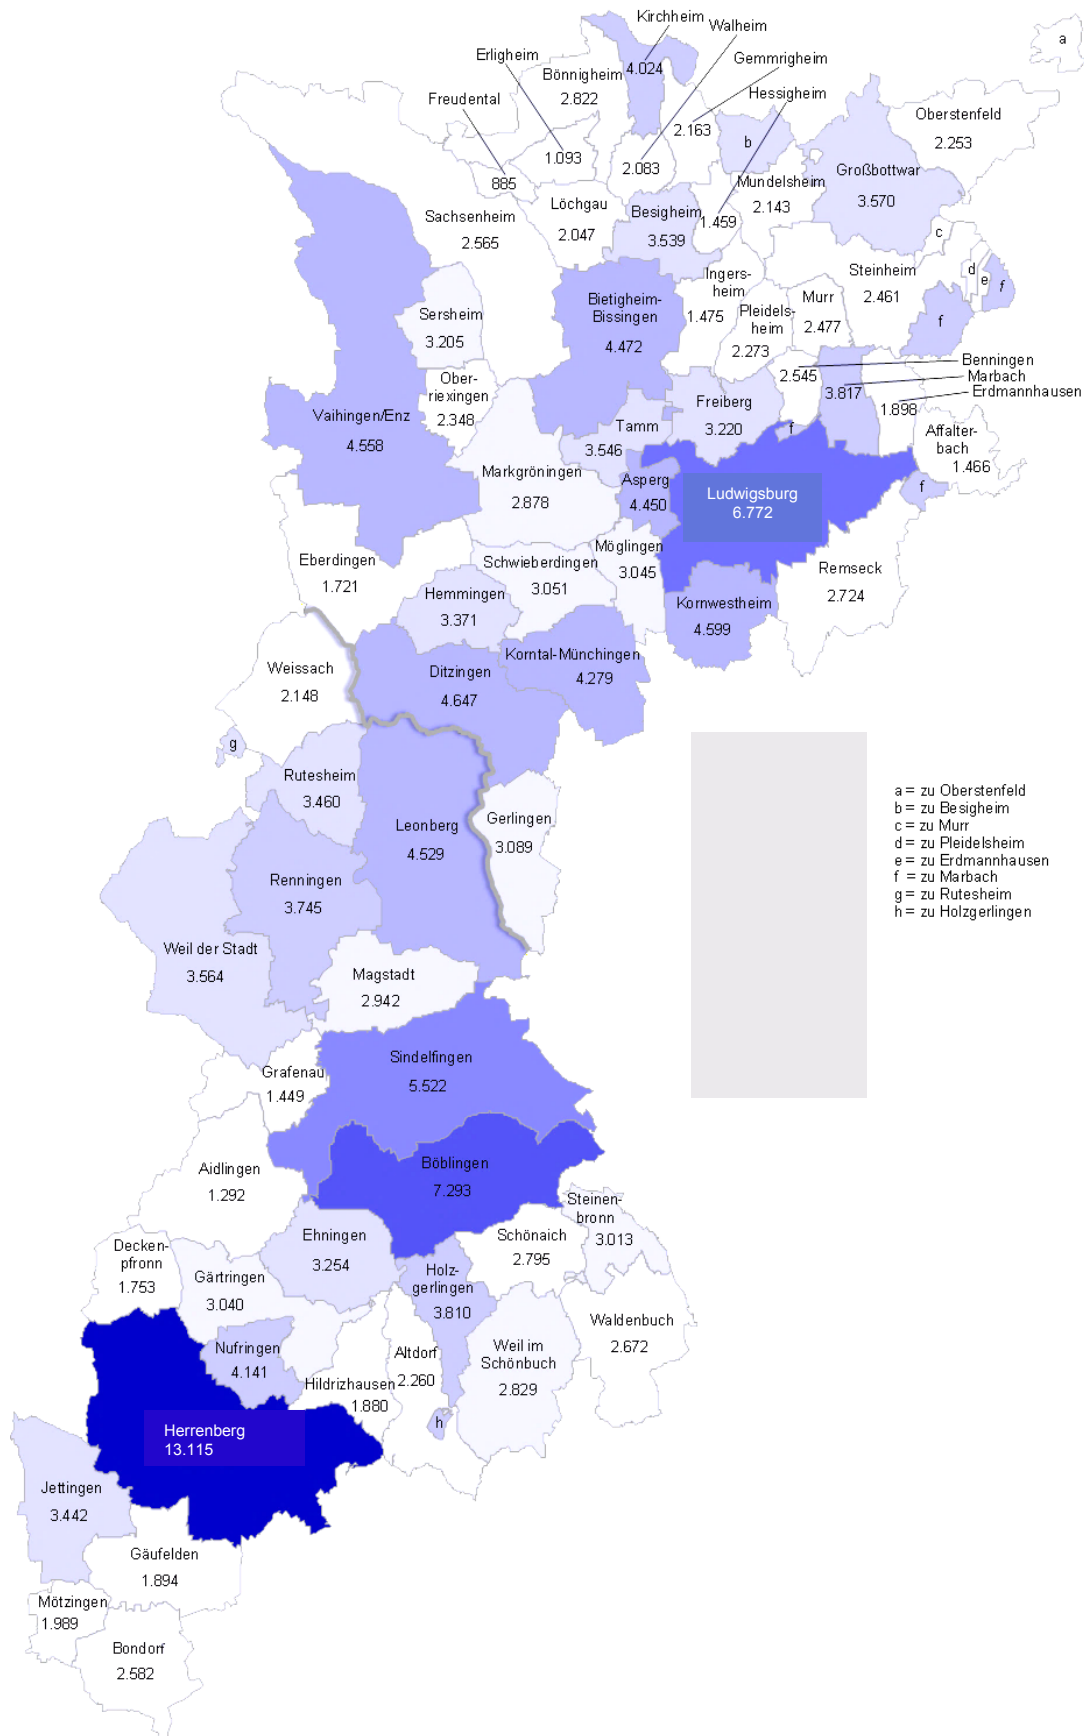 Kirchheim
4.024
Walheim
2.083
a
Erligheim
1.093
Bönnigheim
2.822
Gemmrigheim
2.163
Freudental
885
Hessigheim
1.459
Oberstenfeld
2.253
b
Großbottwar
3.570
Mundelsheim
2.143
Löchgau
2.047
Besigheim
3.539
Sachsenheim
2.565
c
Steinheim
2.461
d
e
f
f
Ingers-
heim
1.475
Bietigheim-
Bissingen
4.472
Pleidels-
heim
2.273
Murr
2.477
Sersheim
3.205
Benningen
2.545
Marbach
3.817
Erdmannhausen
1.898
Ober-
riexingen
2.348
Vaihingen/Enz
4.558
Freiberg
3.220
f
Tamm
3.546
Affalter-
bach
1.466
Markgröningen
2.878
Asperg
4.450
Ludwigsburg
6.772
f
Eberdingen
1.721
Schwieberdingen
3.051
Möglingen
3.045
Remseck
2.724
Hemmingen
3.371
Kornwestheim
4.599
Weissach
2.148
Ditzingen
4.647
Korntal-Münchingen
4.279
g
Rutesheim
3.460
Leonberg
4.529
Gerlingen
3.089
a = zu Oberstenfeld
b = zu Besigheim
c = zu Murr
d = zu Pleidelsheim
e = zu Erdmannhausen
f = zu Marbach
g = zu Rutesheim
h = zu Holzgerlingen
Renningen
3.745
Weil der Stadt
3.564
Magstadt
2.942
Sindelfingen
5.522
Grafenau
1.449
Aidlingen
1.292
Böblingen
7.293
Steinen-
bronn
3.013
Ehningen
3.254
Schönaich
2.795
Decken-
pfronn
1.753
Gärtringen
3.040
Holz-
gerlingen
3.810
Waldenbuch
2.672
Nufringen
4.141
Altdorf
2.260
Weil im
Schönbuch
2.829
Hildrizhausen
1.880
h
Herrenberg
13.115
Jettingen
3.442
Gäufelden
1.894
Mötzingen
1.989
Bondorf
2.582